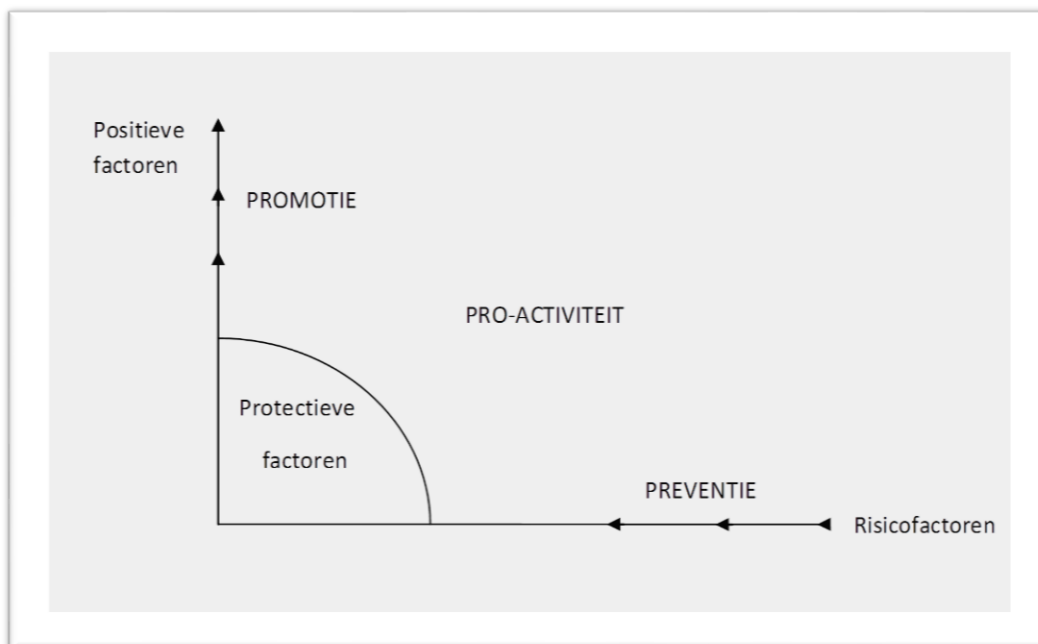 Positieve
factoren
PROMOTIE
PRO-ACTIVITEIT
Protectieve
factoren
PREVENTIE
Risicofactoren